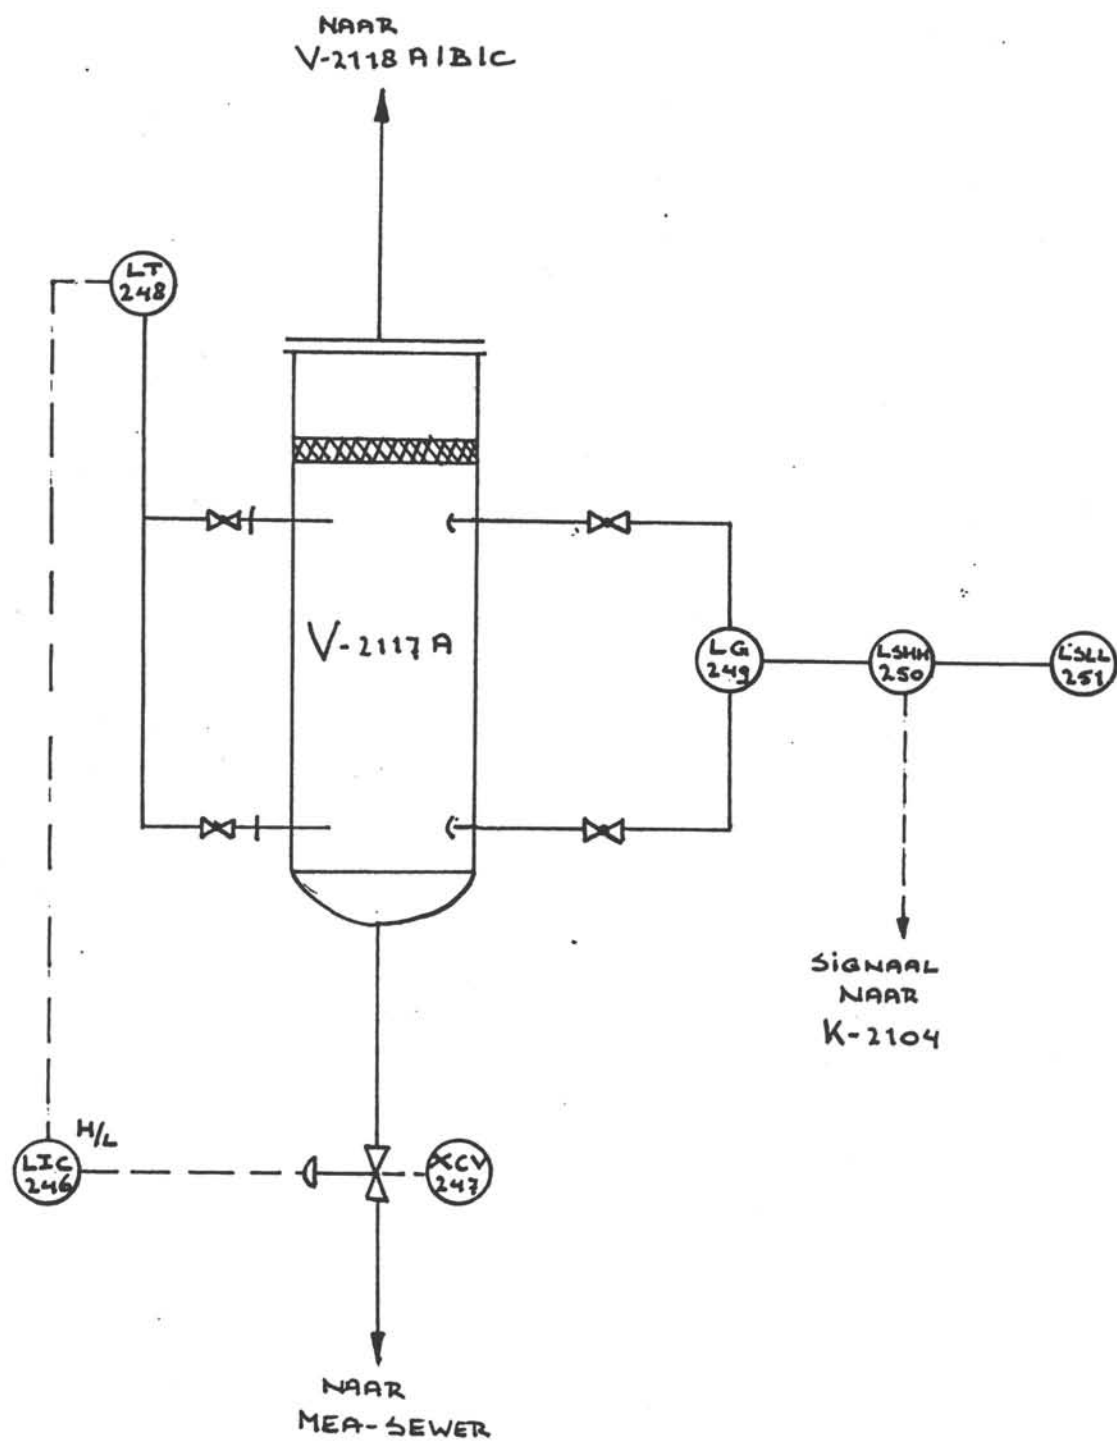 NAAR
V-2118 A/B/C
LT
248
V-2117 A
LG
249
LSHH
250
LSLL
251
SIGNAAL
NAAR
K-2104
H/L
LIC
246
XCV
247
NAAR
MEA-SEWER